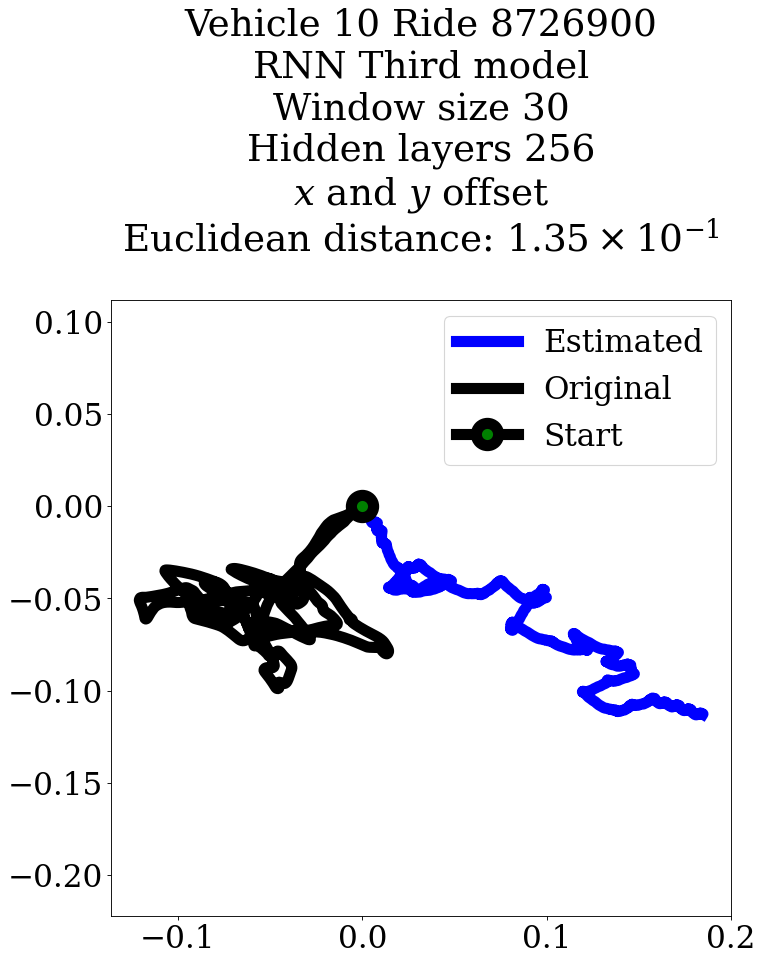 Vehicle 10 Ride 8726900
RNN Third model
Window size 30
Hidden layers 256
x and y offset
Euclidean distance: 1.35 × 10⁻¹
Estimated
Original
Start
0.10
0.05
0.00
−0.05
−0.10
−0.15
−0.20
−0.1
0.0
0.1
0.2